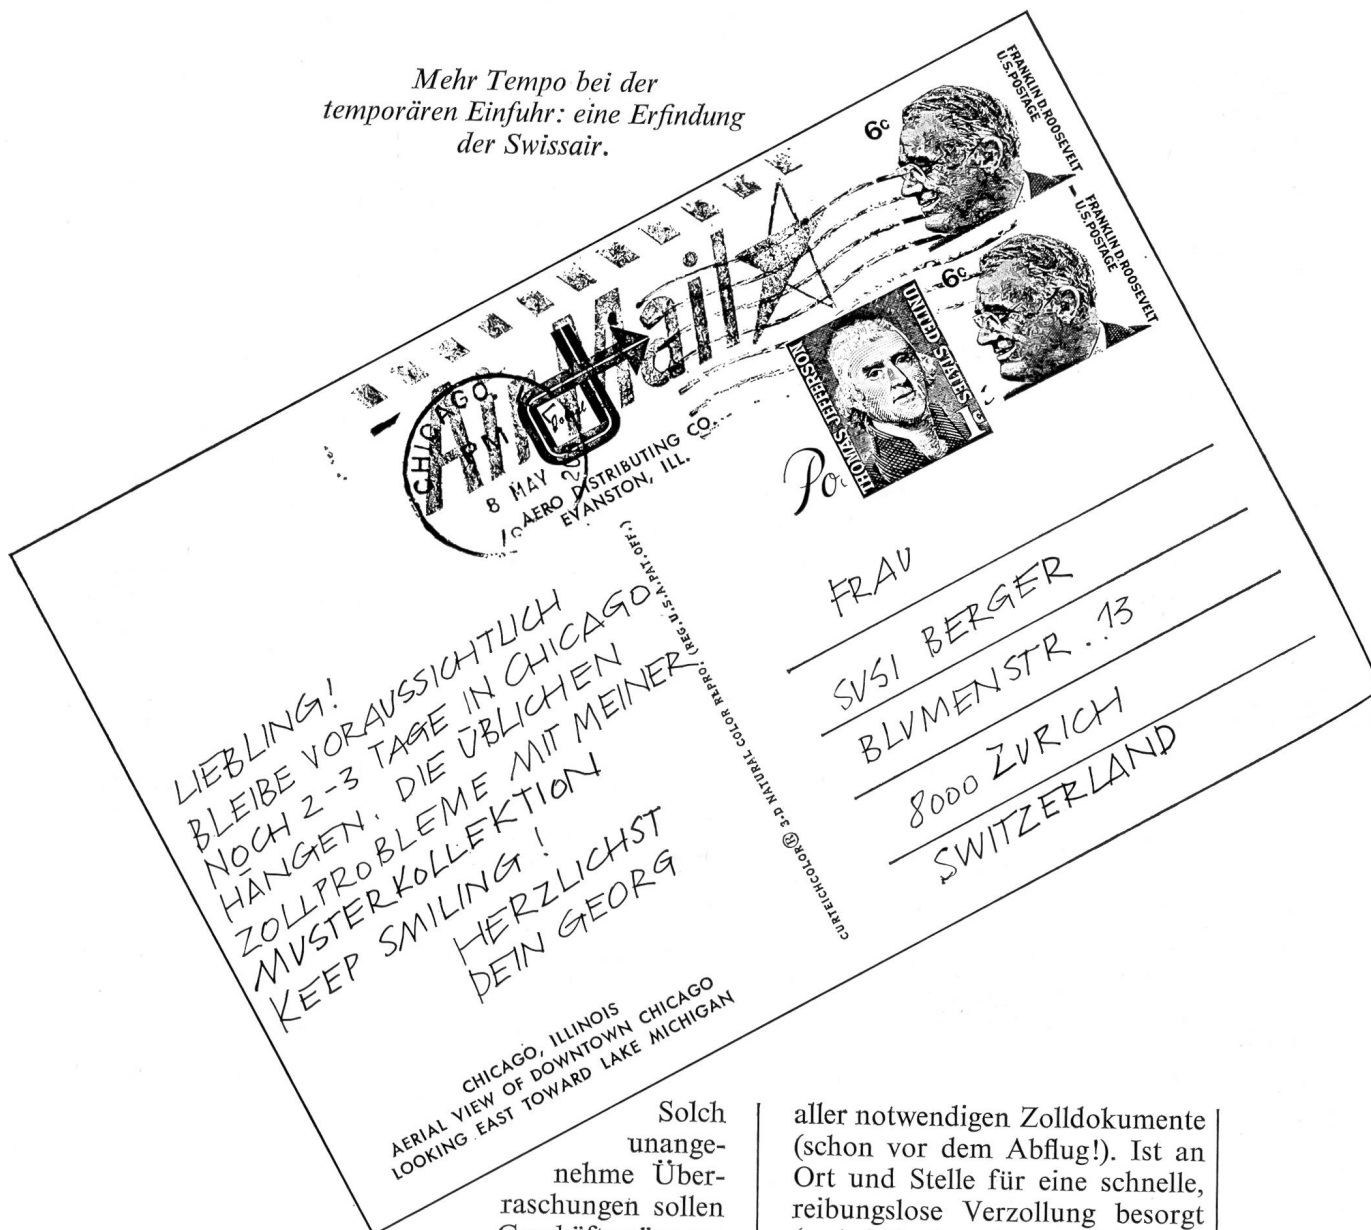 Mehr Tempo bei der
temporären Einfuhr: eine Erfindung
der Swissair.
FRANKLIN D. ROOSEVELT
U.S. POSTAGE
6c
FRANKLIN D. ROOSEVELT
U.S. POSTAGE
6c
UNITED STATES
THOMAS JEFFERSON
1c
Air Mail
CHICAGO.
PM
8 MAY
AERO DISTRIBUTING CO.
EVANSTON, ILL.
Po
LIEBLING!
BLEIBE VORAUSSICHTLICH
NOCH 2-3 TAGE IN CHICAGO
HÄNGEN. DIE ÜBLICHEN
ZOLLPROBLEME MIT MEINER
MUSTERKOLLEKTION
KEEP SMILING!
HERZLICHST
DEIN GEORG
CURTEICHCOLOR® 3-D NATURAL COLOR REPRO. (REG. U.S.A. PAT. OFF.)
FRAU
SUSI BERGER
BLUMENSTR. 13
8000 ZURICH
SWITZERLAND
CHICAGO, ILLINOIS
AERIAL VIEW OF DOWNTOWN CHICAGO
LOOKING EAST TOWARD LAKE MICHIGAN
Solch
unange-
nehme Über-
raschungen sollen
aller notwendigen Zolldokumente
(schon vor dem Abflug!). Ist an
Ort und Stelle für eine schnelle,
reibungslose Verzollung besorgt